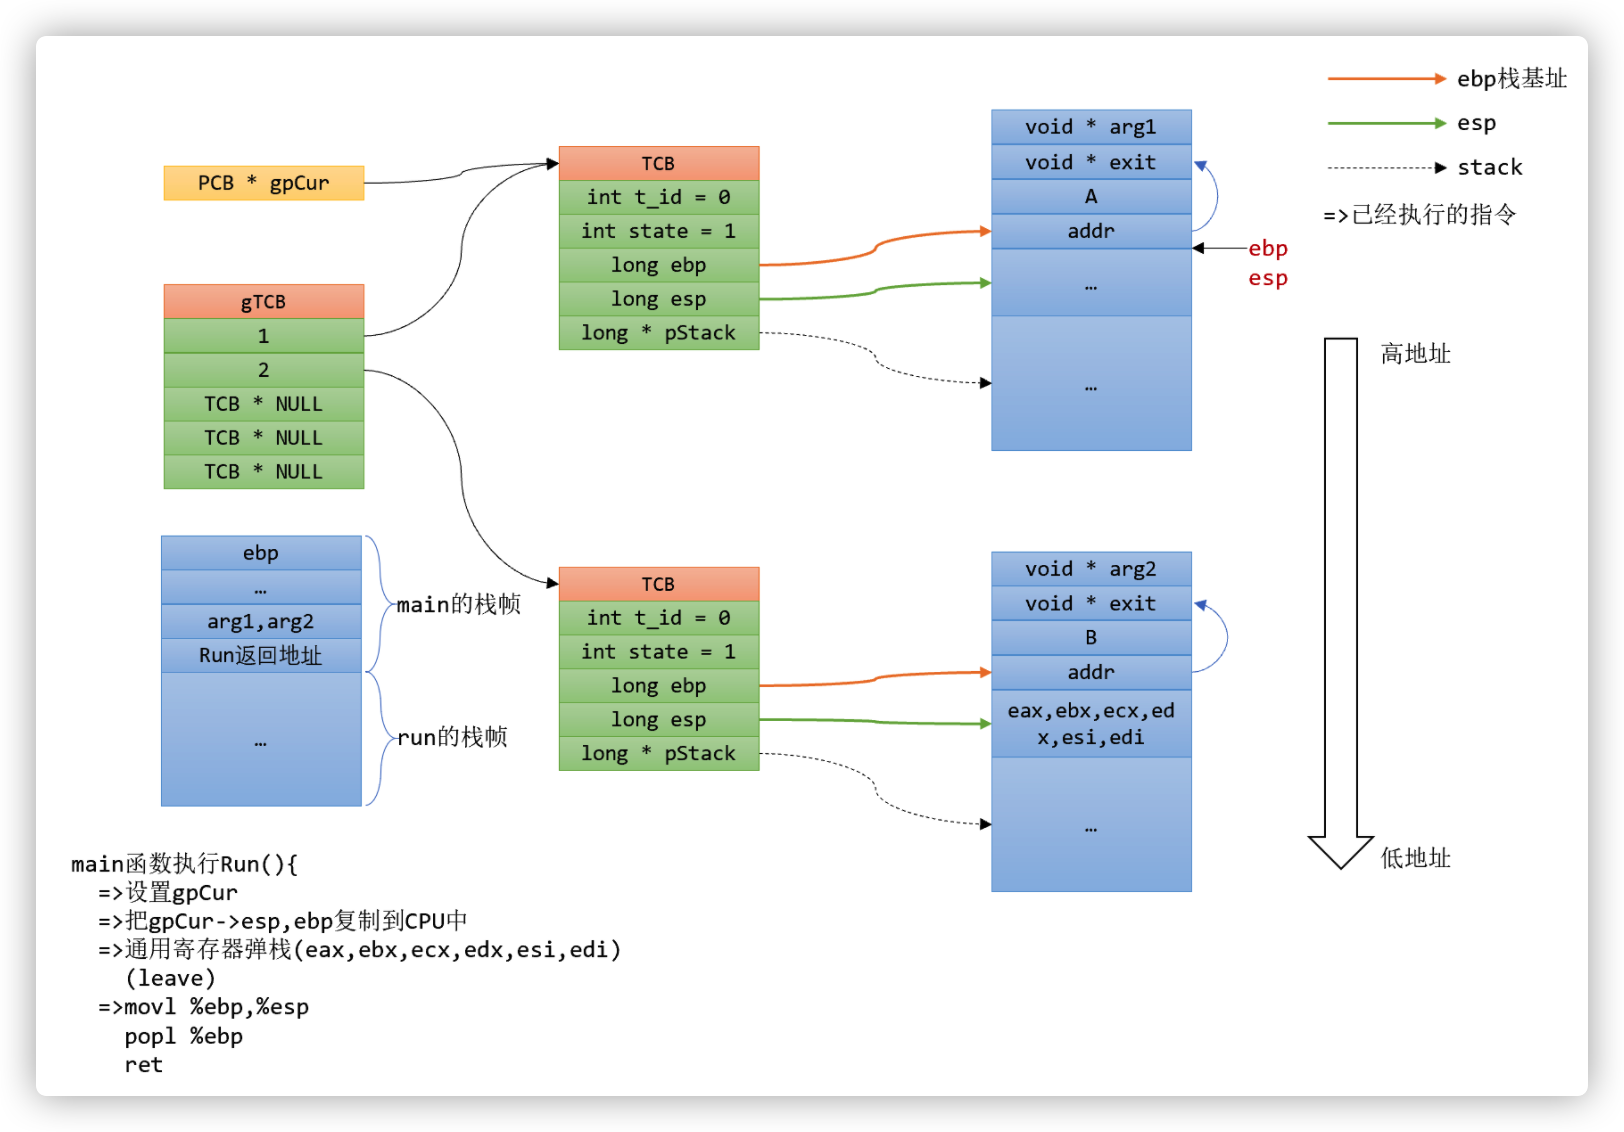 PCB * gpCur
gTCB
1
2
TCB * NULL
TCB * NULL
TCB * NULL
ebp
…
arg1,arg2
Run返回地址
…
main的栈帧
run的栈帧
TCB
int t_id = 0
int state = 1
long ebp
long esp
long * pStack
TCB
int t_id = 0
int state = 1
long ebp
long esp
long * pStack
void * arg1
void * exit
A
addr
…
…
void * arg2
void * exit
B
addr
eax,ebx,ecx,ed
x,esi,edi
…
ebp栈基址
esp
stack
=>已经执行的指令
ebp
esp
高地址
低地址
main函数执行Run(){
=>设置gpCur
=>把gpCur->esp,ebp复制到CPU中
=>通用寄存器弹栈(eax,ebx,ecx,edx,esi,edi)
(leave)
=>movl %ebp,%esp
popl %ebp
ret